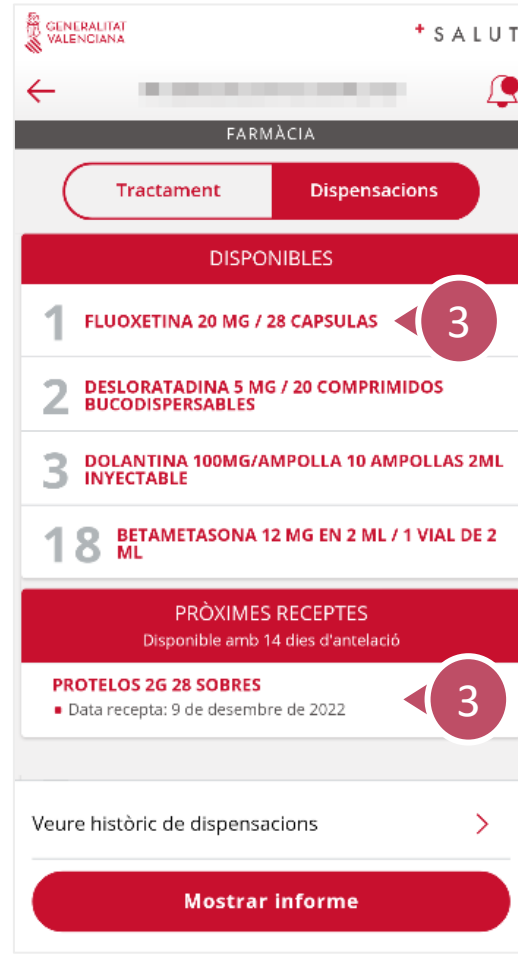 GENERALITAT
VALENCIANA
+ SALUT
FARMÀCIA
Tractament
Dispensacions
DISPONIBLES
1 FLUOXETINA 20 MG / 28 CAPSULAS
3
2 DESLORATADINA 5 MG / 20 COMPRIMIDOS
BUCODISPERSABLES
3 DOLANTINA 100MG/AMPOLLA 10 AMPOLLAS 2ML
INYECTABLE
18 BETAMETASONA 12 MG EN 2 ML / 1 VIAL DE 2
ML
PRÒXIMES RECEPTES
Disponible amb 14 dies d'antelació
PROTELOS 2G 28 SOBRES
Data recepta: 9 de desembre de 2022
3
Veure històric de dispensacions
Mostrar informe